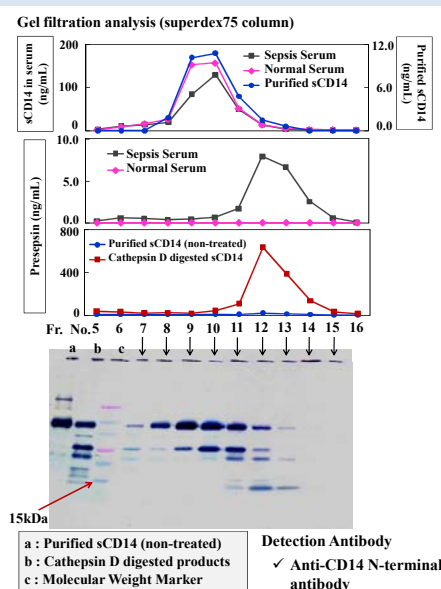 Gel filtration analysis (superdex75 column)
sCD14 in serum
ng/mL
200
100
0
Sepsis Serum
Normal Serum
Purified sCD14
12.0
6.0
0.0
Purified sCD14
(ng/mL)
Presepsin (ng/mL)
10.0
5.0
0.0
Sepsis Serum
Normal Serum
800
400
0
Purified sCD14 (non-treated)
Cathepsin D digested sCD14
Fr. No. 5 6 7 8 9 10 11 12 13 14 15 16
a b c
15kDa
a : Purified sCD14 (non-treated)
b : Cathepsin D digested products
c : Molecular Weight Marker
Detection Antibody
✓ Anti-CD14 N-terminal
antibody